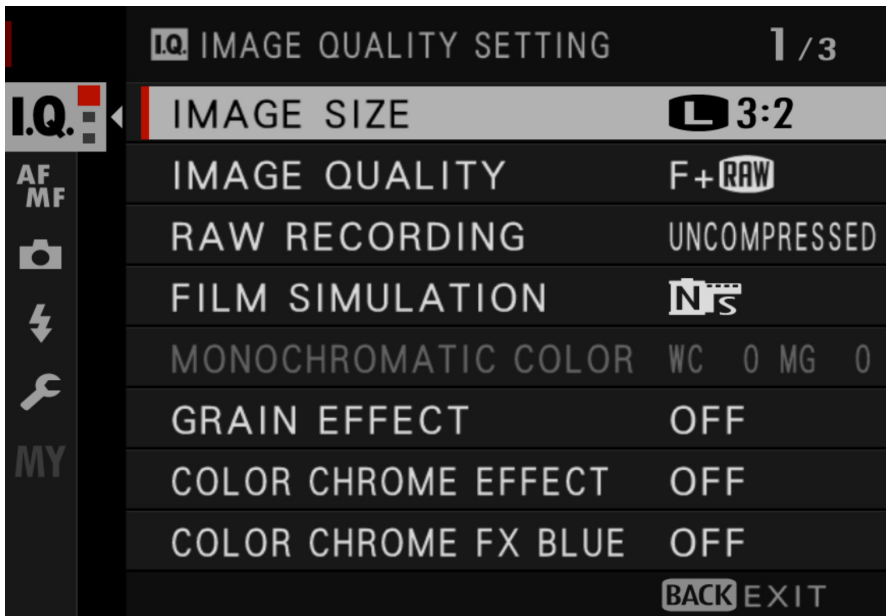 I.Q. IMAGE QUALITY SETTING 1/3
I.Q.
IMAGE SIZE L 3:2
AF MF
IMAGE QUALITY F+RAW
RAW RECORDING UNCOMPRESSED
FILM SIMULATION N S
MONOCHROMATIC COLOR WC 0 MG 0
GRAIN EFFECT OFF
MY
COLOR CHROME EFFECT OFF
COLOR CHROME FX BLUE OFF
BACK EXIT